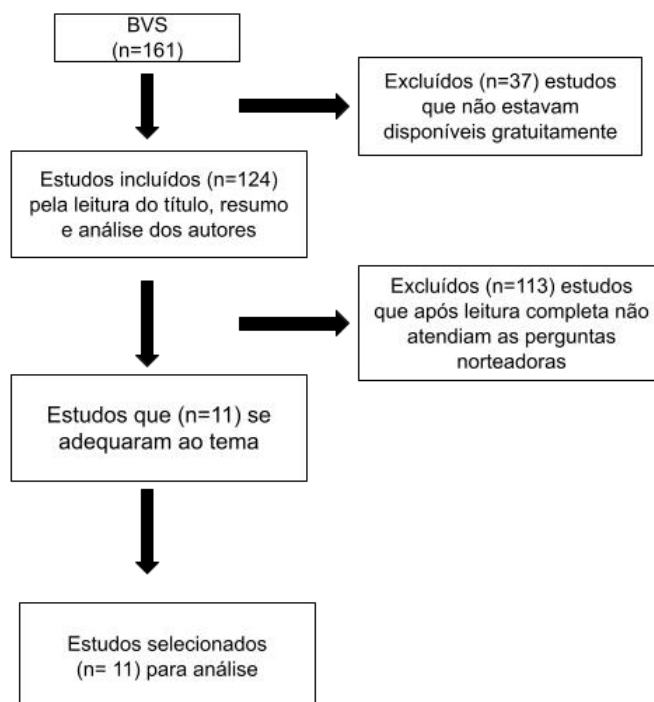 BVS
(n=161)
Excluídos (n=37) estudos
que não estavam
disponíveis gratuitamente
Estudos incluídos (n=124)
pela leitura do título, resumo
e análise dos autores
Excluídos (n=113) estudos
que após leitura completa não
atendiam as perguntas
norteadoras
Estudos que (n=11) se
adequaram ao tema
Estudos selecionados
(n= 11) para análise